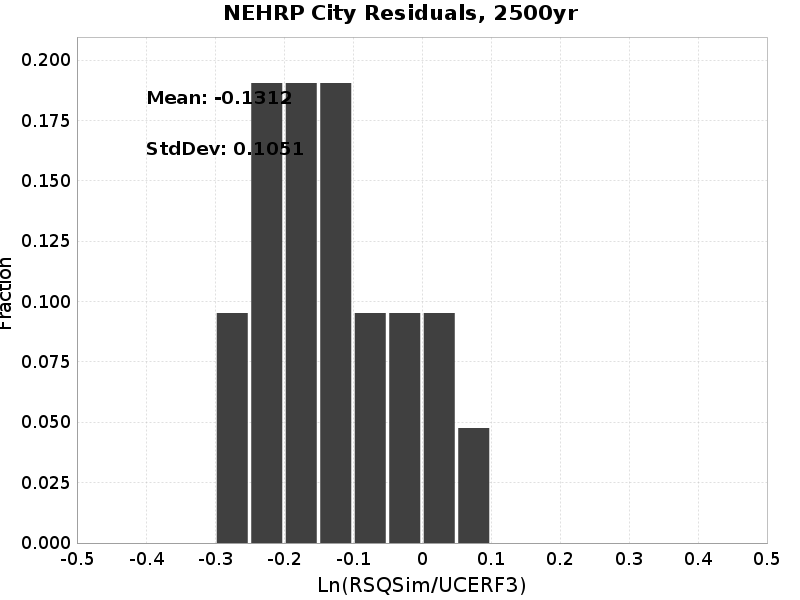 NEHRP City Residuals, 2500yr
0.200
0.175
0.150
0.125
0.100
0.075
0.050
0.025
0.000
Fraction
Mean: -0.1312
StdDev: 0.1051
-0.5 -0.4 -0.3 -0.2 -0.1 0 0.1 0.2 0.3 0.4 0.5
Ln(RSQSim/UCERF3)